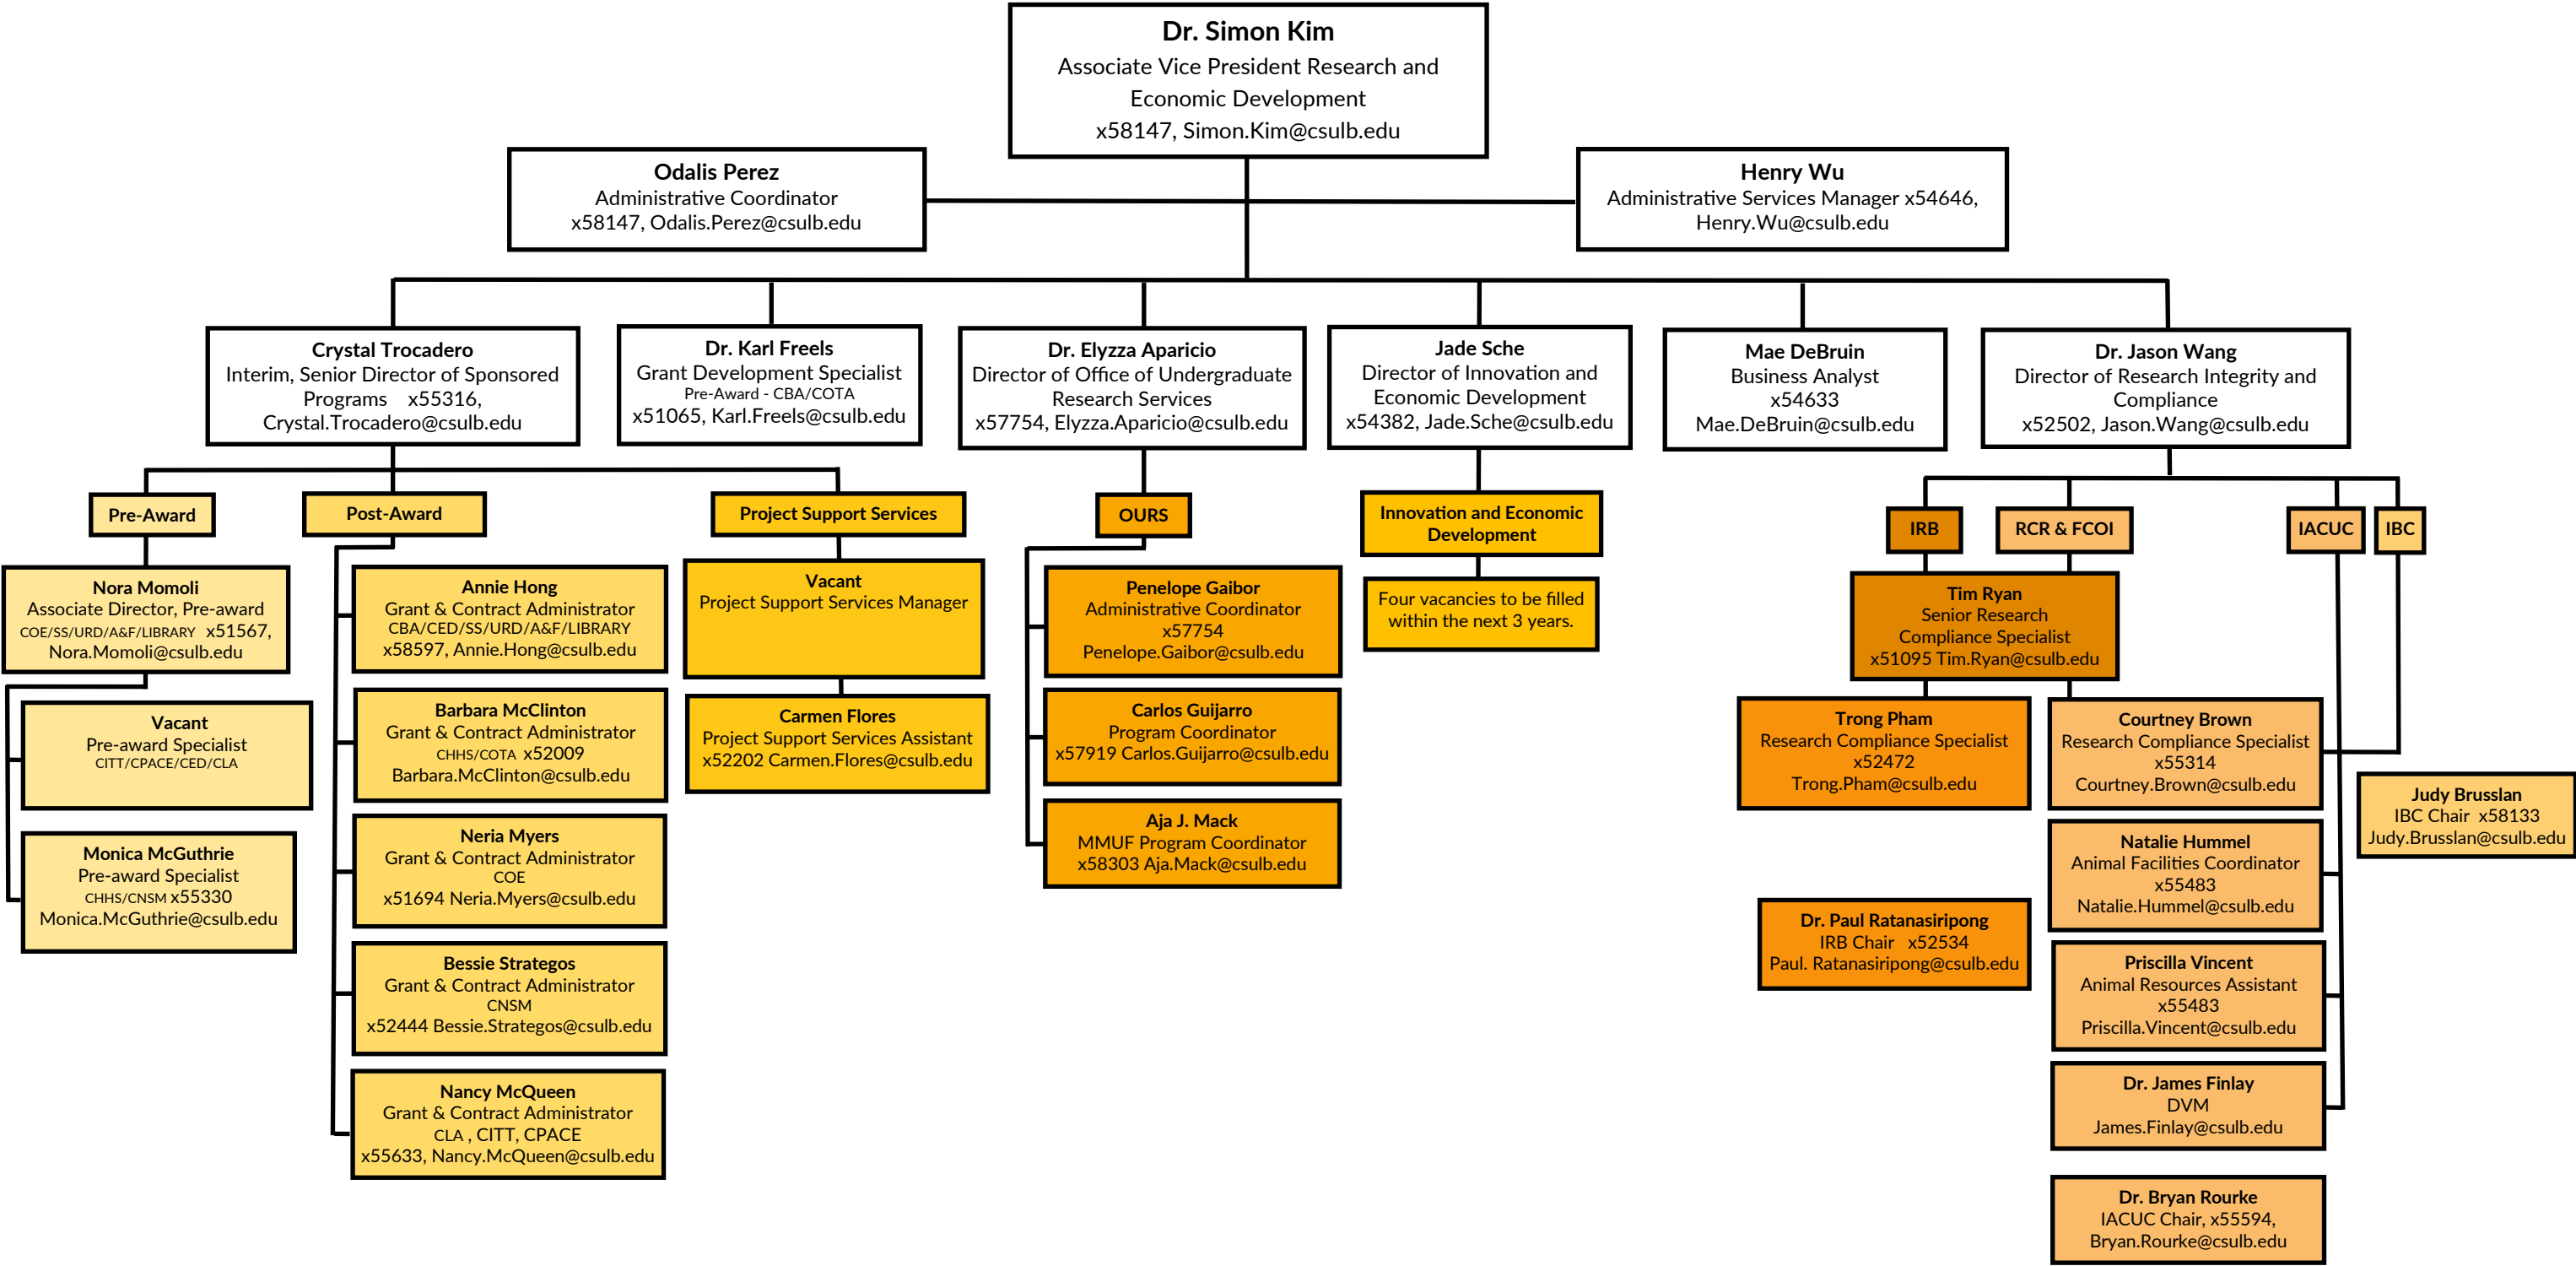 Dr. Simon Kim
Associate Vice President Research and
Economic Development
x58147, Simon.Kim@csulb.edu
Odalis Perez
Administrative Coordinator
x58147, Odalis.Perez@csulb.edu
Henry Wu
Administrative Services Manager x54646,
Henry.Wu@csulb.edu
Crystal Trocadero
Interim, Senior Director of Sponsored
Programs x55316,
Crystal.Trocadero@csulb.edu
Dr. Karl Freels
Grant Development Specialist
Pre-Award - CBA/COTA
x51065, Karl.Freels@csulb.edu
Dr. Elyzza Aparicio
Director of Office of Undergraduate
Research Services
x57754, Elyzza.Aparicio@csulb.edu
Jade Sche
Director of Innovation and
Economic Development
x54382, Jade.Sche@csulb.edu
Mae DeBruin
Business Analyst
x54633
Mae.DeBruin@csulb.edu
Dr. Jason Wang
Director of Research Integrity and
Compliance
x52502, Jason.Wang@csulb.edu
Pre-Award
Nora Momoli
Associate Director, Pre-award
COE/SS/URD/A&F/LIBRARY x51567,
Nora.Momoli@csulb.edu
Vacant
Pre-award Specialist
CITT/CPACE/CED/CLA
Monica McGuthrie
Pre-award Specialist
CHHS/CNSM x55330
Monica.McGuthrie@csulb.edu
Post-Award
Annie Hong
Grant & Contract Administrator
CBA/CED/SS/URD/A&F/LIBRARY
x58597, Annie.Hong@csulb.edu
Barbara McClinton
Grant & Contract Administrator
CHHS/COTA x52009
Barbara.McClinton@csulb.edu
Neria Myers
Grant & Contract Administrator
COE
x51694 Neria.Myers@csulb.edu
Bessie Strategos
Grant & Contract Administrator
CNSM
x52444 Bessie.Strategos@csulb.edu
Nancy McQueen
Grant & Contract Administrator
CLA , CITT, CPACE
x55633, Nancy.McQueen@csulb.edu
Project Support Services
Vacant
Project Support Services Manager
Carmen Flores
Project Support Services Assistant
x52202 Carmen.Flores@csulb.edu
OURS
Penelope Gaibor
Administrative Coordinator
x57754
Penelope.Gaibor@csulb.edu
Carlos Guijarro
Program Coordinator
x57919 Carlos.Guijarro@csulb.edu
Aja J. Mack
MMUF Program Coordinator
x58303 Aja.Mack@csulb.edu
Innovation and Economic
Development
Four vacancies to be filled
within the next 3 years.
IRB
RCR & FCOI
IACUC
IBC
Tim Ryan
Senior Research
Compliance Specialist
x51095 Tim.Ryan@csulb.edu
Trong Pham
Research Compliance Specialist
x52472
Trong.Pham@csulb.edu
Dr. Paul Ratanasiripong
IRB Chair x52534
Paul. Ratanasiripong@csulb.edu
Courtney Brown
Research Compliance Specialist
x55314
Courtney.Brown@csulb.edu
Natalie Hummel
Animal Facilities Coordinator
x55483
Natalie.Hummel@csulb.edu
Priscilla Vincent
Animal Resources Assistant
x55483
Priscilla.Vincent@csulb.edu
Dr. James Finlay
DVM
James.Finlay@csulb.edu
Dr. Bryan Rourke
IACUC Chair, x55594,
Bryan.Rourke@csulb.edu
Judy Brusslan
IBC Chair x58133
Judy.Brusslan@csulb.edu